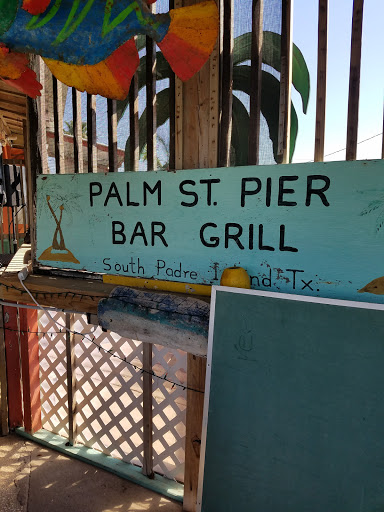 PALM ST. PIER
BAR GRILL
South Padre Island Tx.